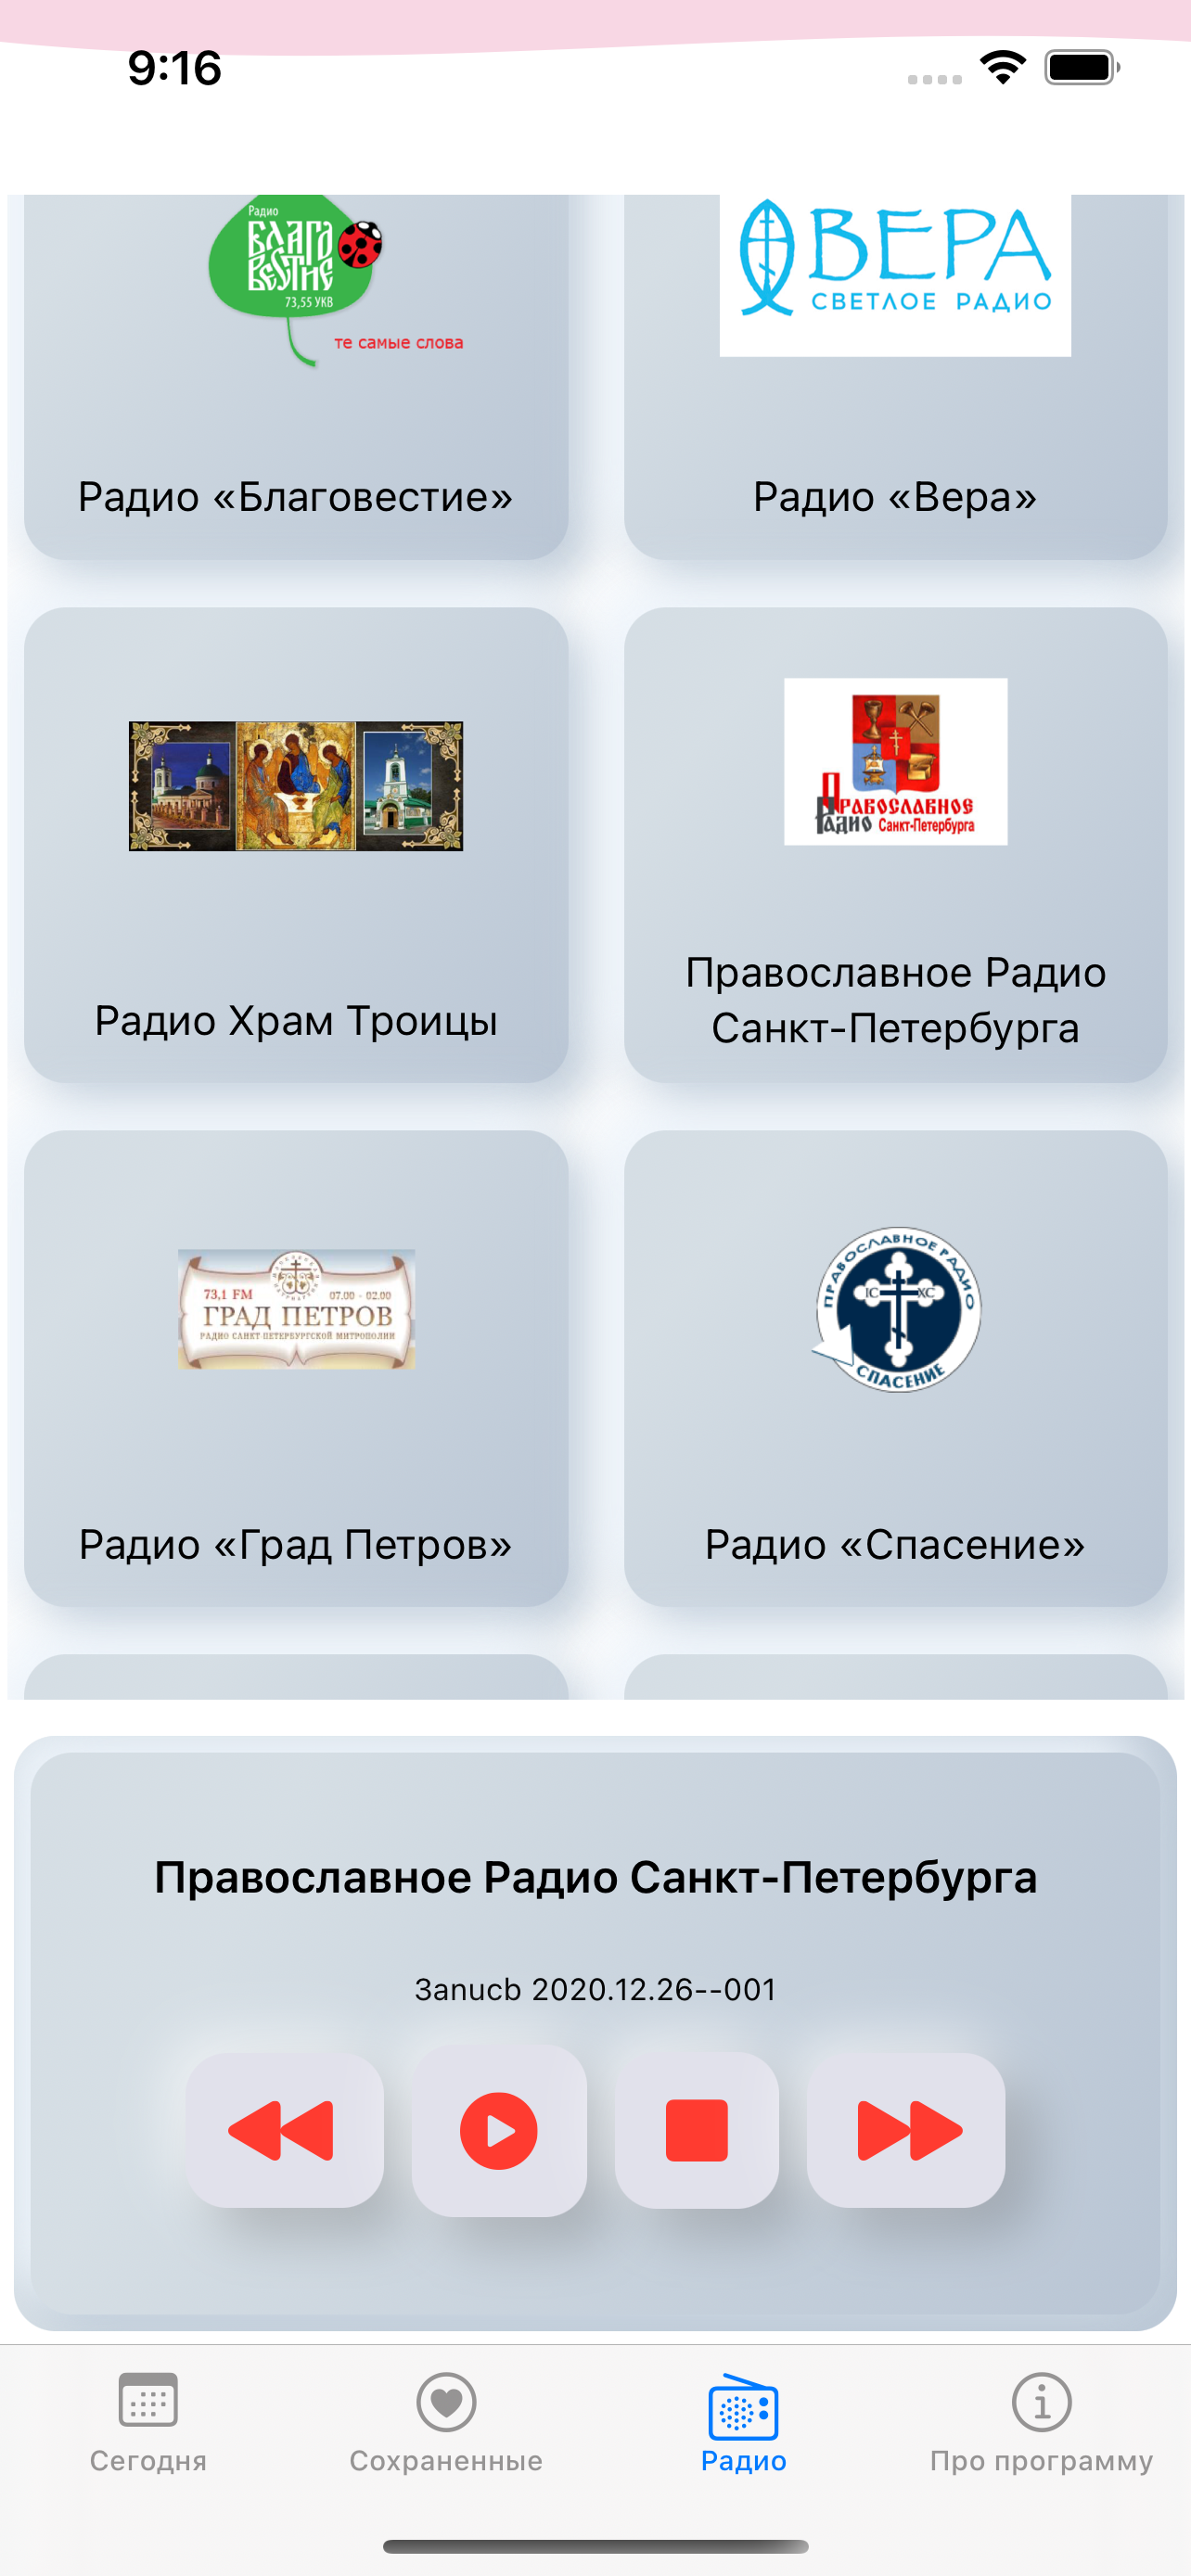 9:16
Радио
БЛАГО
ВЕСТИЕ
73,55 УКВ
те самые слова
ВЕРА
СВЕТЛОЕ РАДИО
Радио «Благовестие»
Радио «Вера»
Православное
Радио Санкт-Петербурга
Радио Храм Троицы
Православное Радио
Санкт-Петербурга
73,1 FM
07.00 - 02.00
ГРАД ПЕТРОВ
РАДИО САНКТ-ПЕТЕРБУРГСКОЙ МИТРОПОЛИИ
ПРАВОСЛАВНОЕ РАДИО
IC XC
СПАСЕНИЕ
Радио «Град Петров»
Радио «Спасение»
Православное Радио Санкт-Петербурга
3anucb 2020.12.26--001
Сегодня
Сохраненные
Радио
Про программу